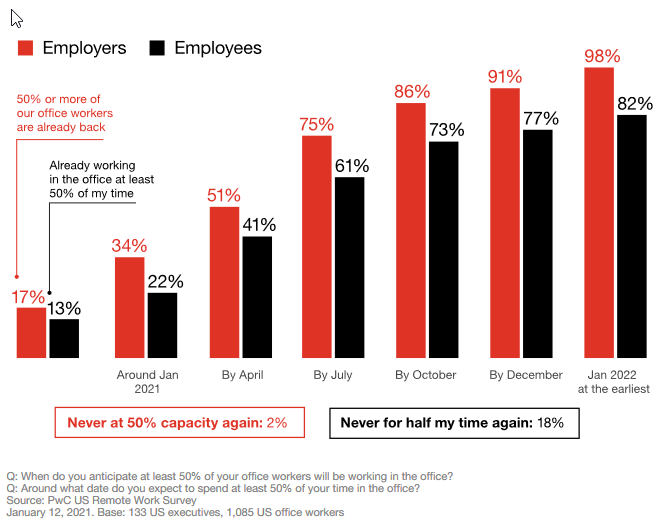 Employers Employees
50% or more of
our office workers
are already back
Already working
in the office at least
50% of my time
17% 13%
34% 22%
51% 41%
75% 61%
86% 73%
91% 77%
98% 82%
Around Jan
2021
By April
By July
By October
By December
Jan 2022
at the earliest
Never at 50% capacity again: 2%
Never for half my time again: 18%
Q: When do you anticipate at least 50% of your office workers will be working in the office?
Q: Around what date do you expect to spend at least 50% of your time in the office?
Source: PwC US Remote Work Survey
January 12, 2021. Base: 133 US executives, 1,085 US office workers